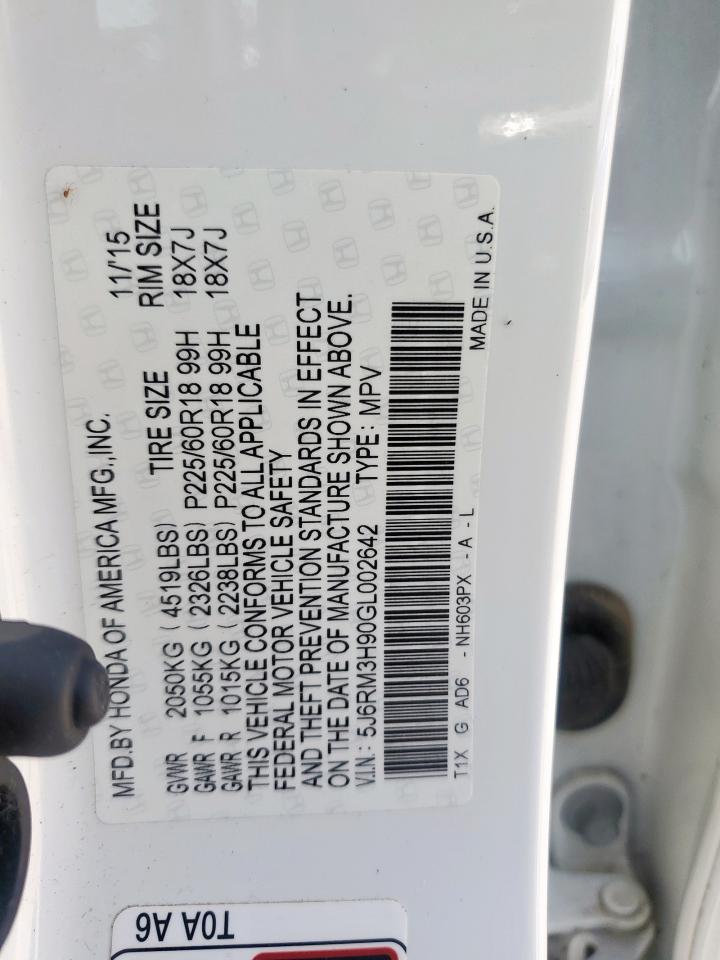 MFD.BY HONDA OF AMERICA MFG.,INC. 11/'15
TIRE SIZE RIM SIZE
GVWR 2050KG ( 4519LBS)
GAWR F 1055KG ( 2326LBS) P225/60R18 99H 18X7J
GAWR R 1015KG ( 2238LBS) P225/60R18 99H 18X7J
THIS VEHICLE CONFORMS TO ALL APPLICABLE
FEDERAL MOTOR VEHICLE SAFETY
AND THEFT PREVENTION STANDARDS IN EFFECT
ON THE DATE OF MANUFACTURE SHOWN ABOVE.
V.I.N.: 5J6RM3H90GL002642 TYPE: MPV
T1X G AD6 - NH603PX - A - L MADE IN U.S.A.
T0A A6